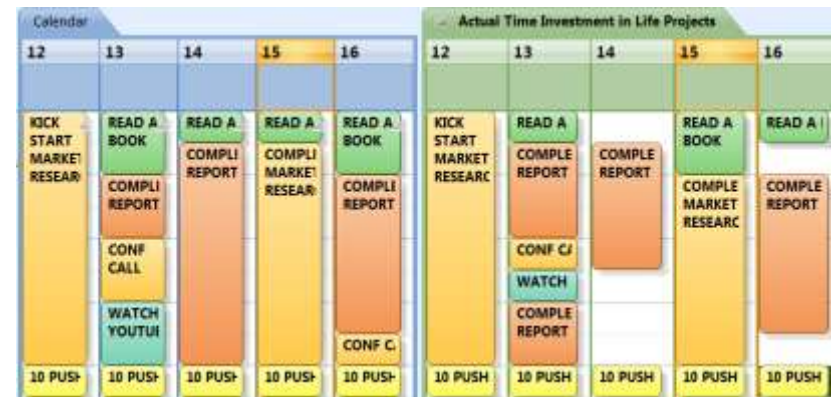 Calendar
12 13 14 15 16
KICK
START
MARKET
RESEAR
10 PUSH
READ A
BOOK
COMPLI
REPORT
CONF
CALL
WATCH
YOUTUI
10 PUSH
READ A
COMPLI
REPORT
10 PUSH
READ A
COMPLI
MARKET
RESEAR
10 PUSH
READ A
BOOK
COMPLE
REPORT
CONF C
10 PUSH
Actual Time Investment in Life Projects
12 13 14 15 16
KICK
START
MARKET
RESEARC
10 PUSH
READ A
COMPLE
REPORT
CONF CA
WATCH
COMPLE
REPORT
10 PUSH
COMPLE
REPORT
10 PUSH
READ A
BOOK
COMPLE
MARKET
RESEARC
10 PUSH
READ A
COMPLE
REPORT
10 PUSH